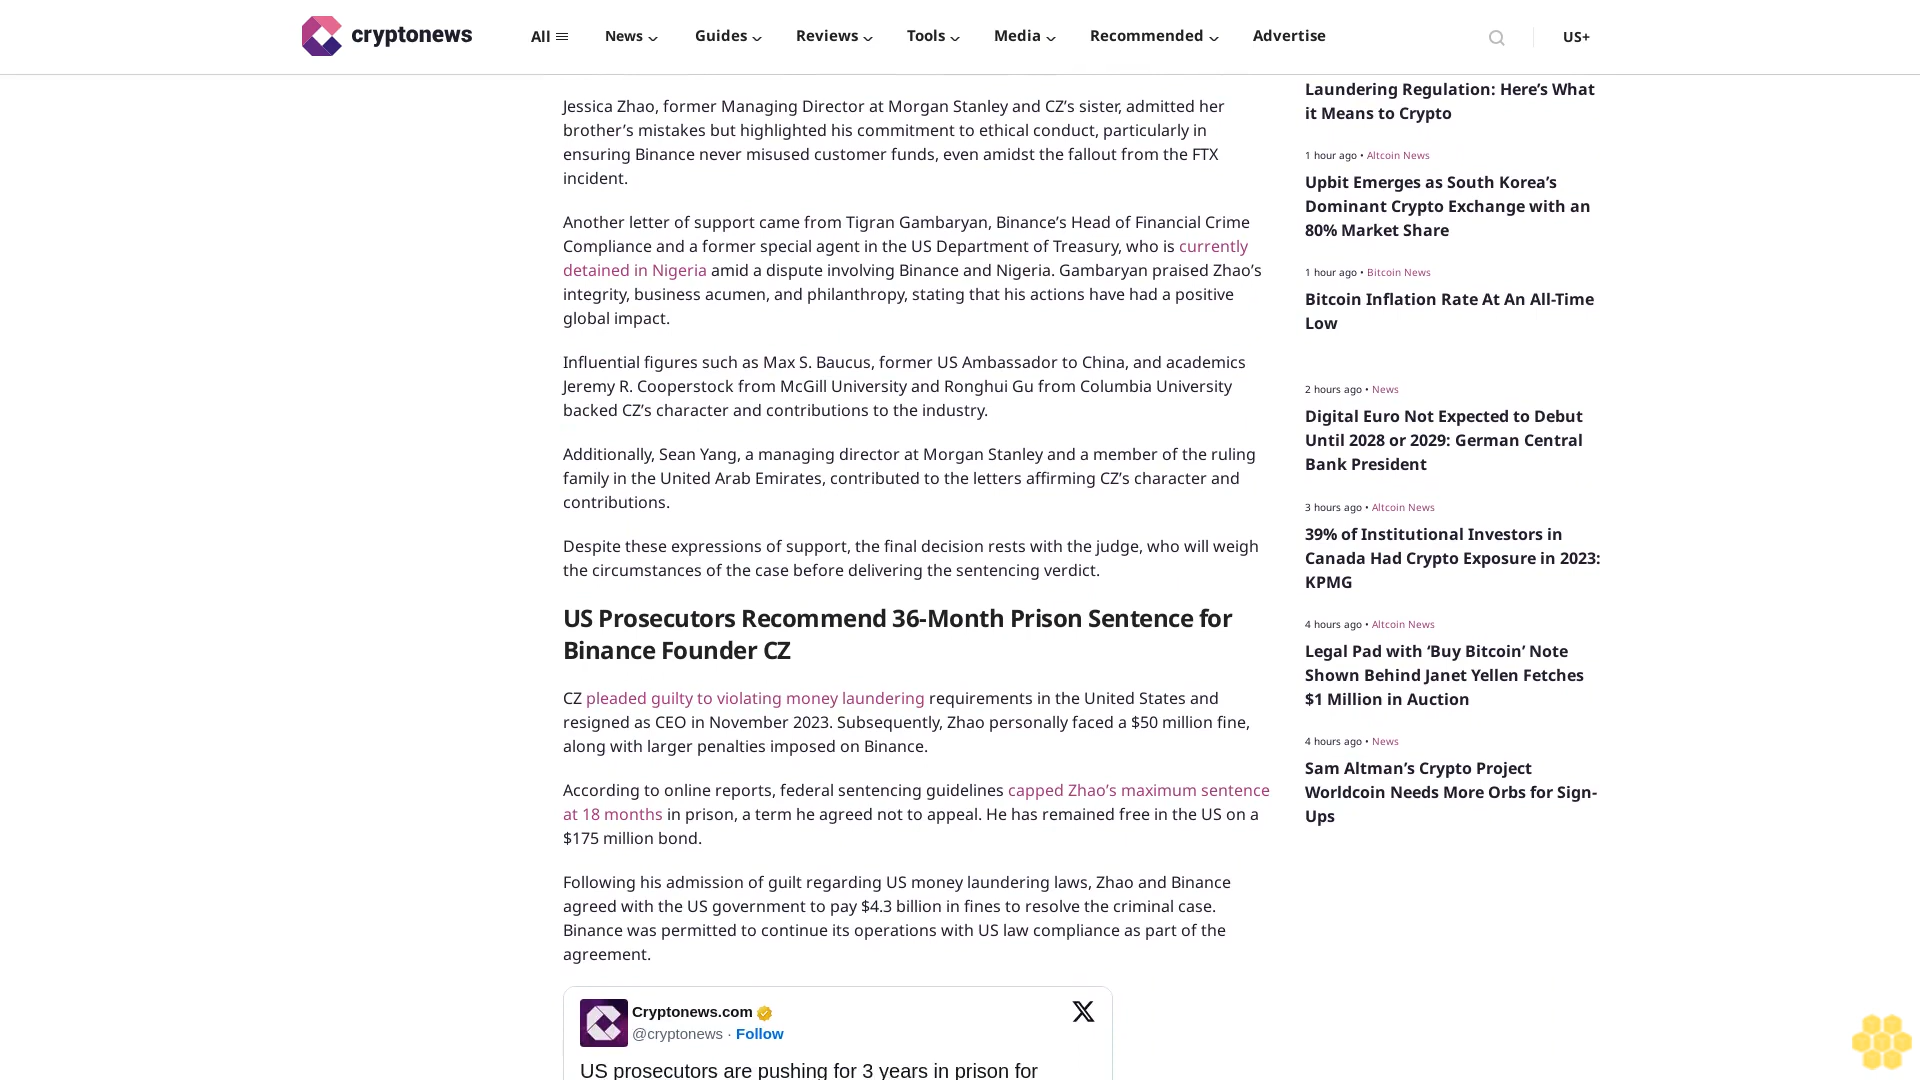 cryptonews
All
News
Guides
Reviews
Tools
Media
Recommended
Advertise
US+
Jessica Zhao, former Managing Director at Morgan Stanley and CZ’s sister, admitted her
brother’s mistakes but highlighted his commitment to ethical conduct, particularly in
ensuring Binance never misused customer funds, even amidst the fallout from the FTX
incident.
Another letter of support came from Tigran Gambaryan, Binance’s Head of Financial Crime
Compliance and a former special agent in the US Department of Treasury, who is currently
detained in Nigeria amid a dispute involving Binance and Nigeria. Gambaryan praised Zhao’s
integrity, business acumen, and philanthropy, stating that his actions have had a positive
global impact.
Influential figures such as Max S. Baucus, former US Ambassador to China, and academics
Jeremy R. Cooperstock from McGill University and Ronghui Gu from Columbia University
backed CZ’s character and contributions to the industry.
Additionally, Sean Yang, a managing director at Morgan Stanley and a member of the ruling
family in the United Arab Emirates, contributed to the letters affirming CZ’s character and
contributions.
Despite these expressions of support, the final decision rests with the judge, who will weigh
the circumstances of the case before delivering the sentencing verdict.
US Prosecutors Recommend 36-Month Prison Sentence for
Binance Founder CZ
CZ pleaded guilty to violating money laundering requirements in the United States and
resigned as CEO in November 2023. Subsequently, Zhao personally faced a $50 million fine,
along with larger penalties imposed on Binance.
According to online reports, federal sentencing guidelines capped Zhao’s maximum sentence
at 18 months in prison, a term he agreed not to appeal. He has remained free in the US on a
$175 million bond.
Following his admission of guilt regarding US money laundering laws, Zhao and Binance
agreed with the US government to pay $4.3 billion in fines to resolve the criminal case.
Binance was permitted to continue its operations with US law compliance as part of the
agreement.
Cryptonews.com
@cryptonews · Follow
US prosecutors are pushing for 3 years in prison for
Laundering Regulation: Here’s What
it Means to Crypto
1 hour ago • Altcoin News
Upbit Emerges as South Korea’s
Dominant Crypto Exchange with an
80% Market Share
1 hour ago • Bitcoin News
Bitcoin Inflation Rate At An All-Time
Low
2 hours ago • News
Digital Euro Not Expected to Debut
Until 2028 or 2029: German Central
Bank President
3 hours ago • Altcoin News
39% of Institutional Investors in
Canada Had Crypto Exposure in 2023:
KPMG
4 hours ago • Altcoin News
Legal Pad with ‘Buy Bitcoin’ Note
Shown Behind Janet Yellen Fetches
$1 Million in Auction
4 hours ago • News
Sam Altman’s Crypto Project
Worldcoin Needs More Orbs for Sign-
Ups